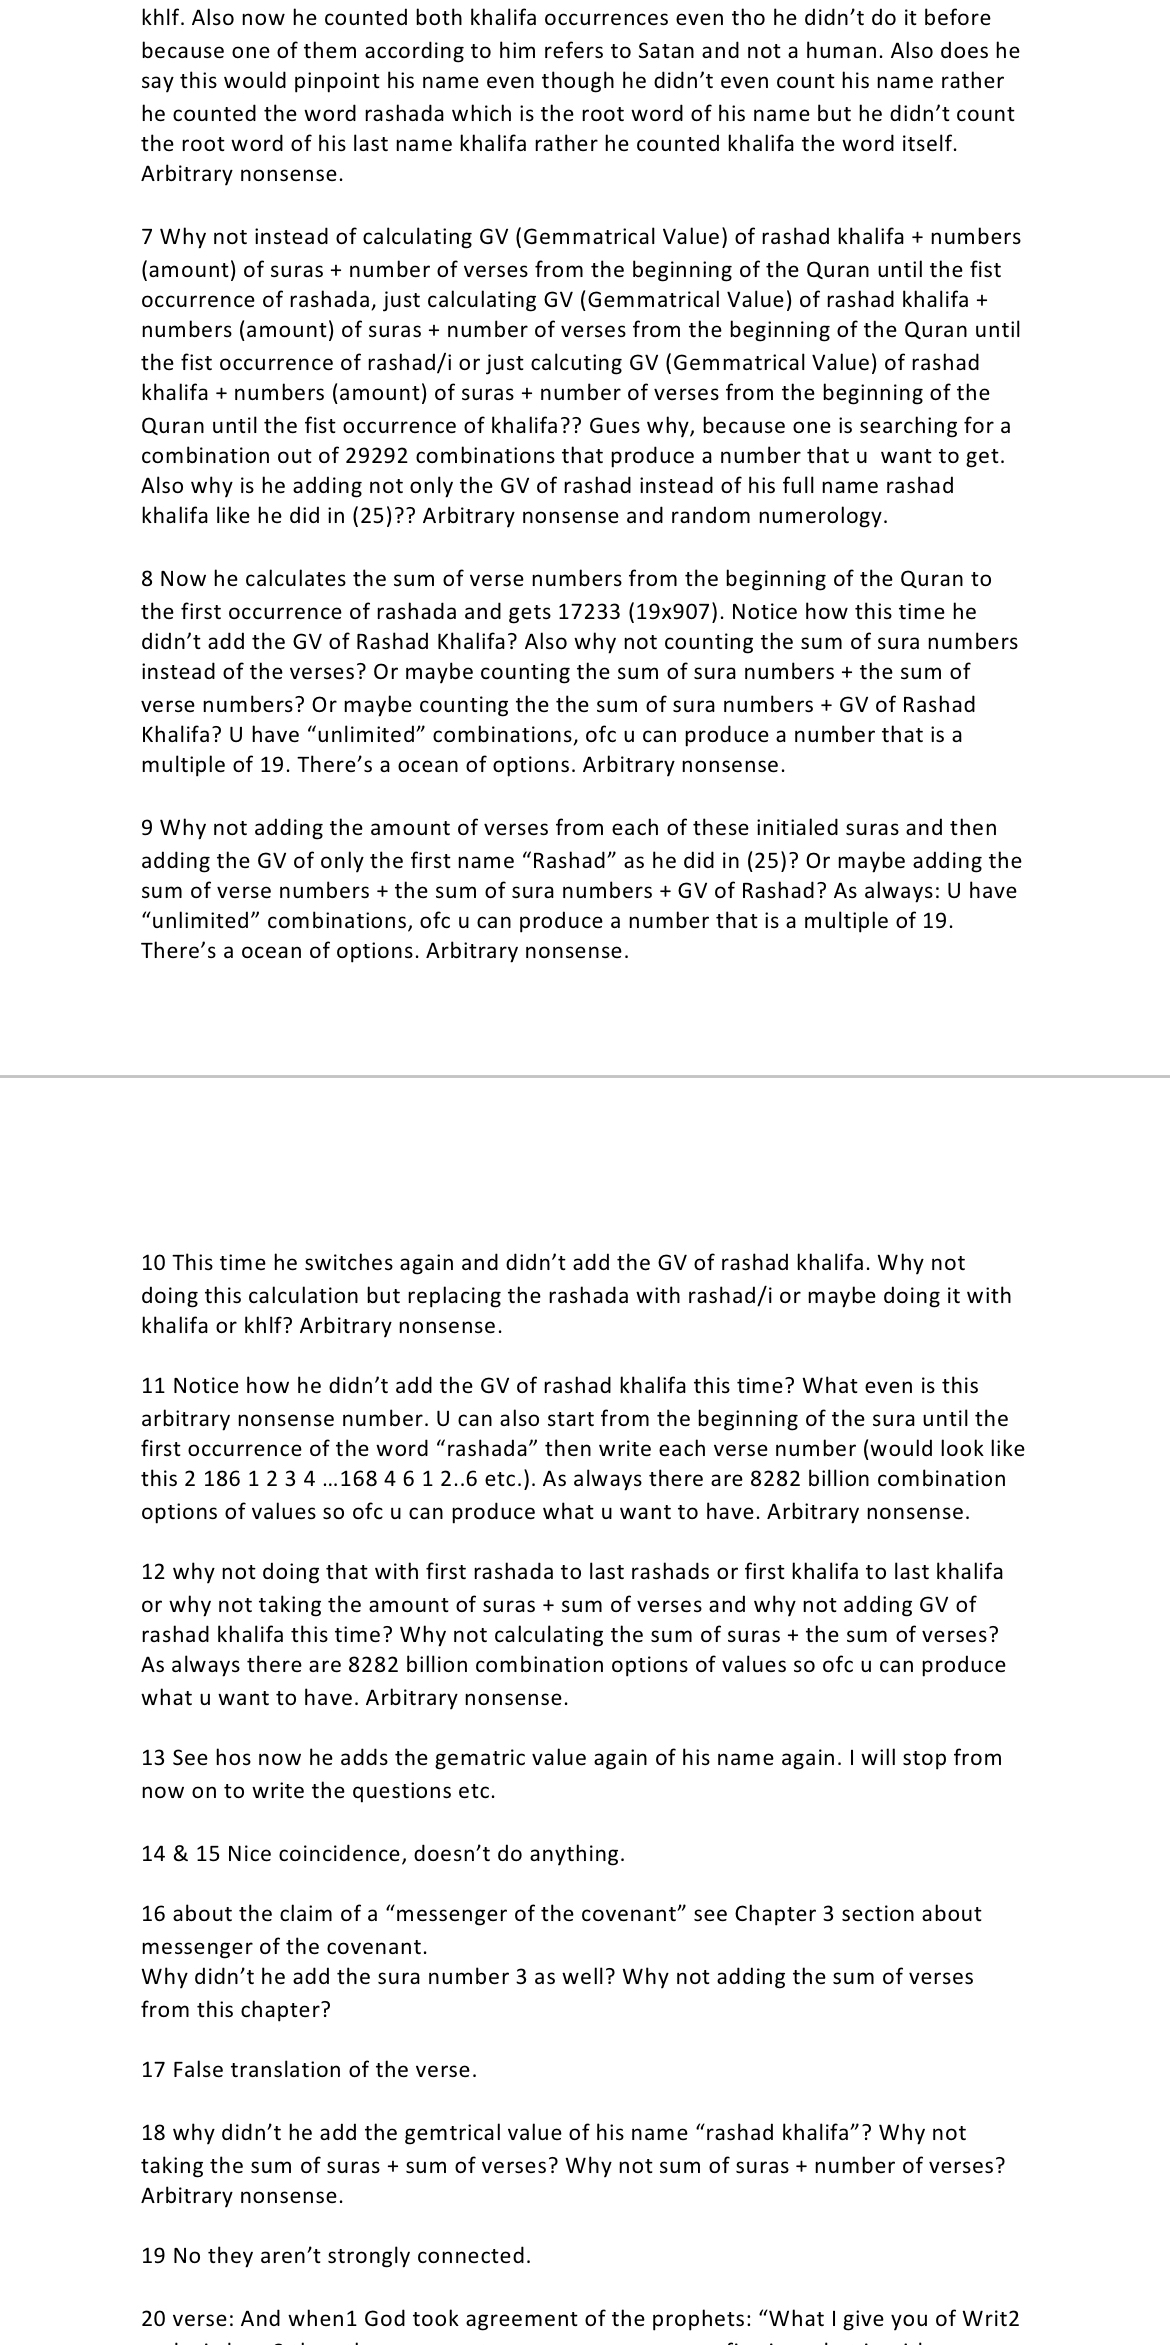 khlf. Also now he counted both khalifa occurrences even tho he didn’t do it before
because one of them according to him refers to Satan and not a human. Also does he
say this would pinpoint his name even though he didn’t even count his name rather
he counted the word rashada which is the root word of his name but he didn’t count
the root word of his last name khalifa rather he counted khalifa the word itself.
Arbitrary nonsense.
7 Why not instead of calculating GV (Gemmatrical Value) of rashad khalifa + numbers
(amount) of suras + number of verses from the beginning of the Quran until the fist
occurrence of rashada, just calculating GV (Gemmatrical Value) of rashad khalifa +
numbers (amount) of suras + number of verses from the beginning of the Quran until
the fist occurrence of rashad/i or just calcuting GV (Gemmatrical Value) of rashad
khalifa + numbers (amount) of suras + number of verses from the beginning of the
Quran until the fist occurrence of khalifa?? Gues why, because one is searching for a
combination out of 29292 combinations that produce a number that u  want to get.
Also why is he adding not only the GV of rashad instead of his full name rashad
khalifa like he did in (25)?? Arbitrary nonsense and random numerology.
8 Now he calculates the sum of verse numbers from the beginning of the Quran to
the first occurrence of rashada and gets 17233 (19x907). Notice how this time he
didn’t add the GV of Rashad Khalifa? Also why not counting the sum of sura numbers
instead of the verses? Or maybe counting the sum of sura numbers + the sum of
verse numbers? Or maybe counting the the sum of sura numbers + GV of Rashad
Khalifa? U have “unlimited” combinations, ofc u can produce a number that is a
multiple of 19. There’s a ocean of options. Arbitrary nonsense.
9 Why not adding the amount of verses from each of these initialed suras and then
adding the GV of only the first name “Rashad” as he did in (25)? Or maybe adding the
sum of verse numbers + the sum of sura numbers + GV of Rashad? As always: U have
“unlimited” combinations, ofc u can produce a number that is a multiple of 19.
There’s a ocean of options. Arbitrary nonsense.
10 This time he switches again and didn’t add the GV of rashad khalifa. Why not
doing this calculation but replacing the rashada with rashad/i or maybe doing it with
khalifa or khlf? Arbitrary nonsense.
11 Notice how he didn’t add the GV of rashad khalifa this time? What even is this
arbitrary nonsense number. U can also start from the beginning of the sura until the
first occurrence of the word “rashada” then write each verse number (would look like
this 2 186 1 2 3 4 …168 4 6 1 2..6 etc.). As always there are 8282 billion combination
options of values so ofc u can produce what u want to have. Arbitrary nonsense.
12 why not doing that with first rashada to last rashads or first khalifa to last khalifa
or why not taking the amount of suras + sum of verses and why not adding GV of
rashad khalifa this time? Why not calculating the sum of suras + the sum of verses?
As always there are 8282 billion combination options of values so ofc u can produce
what u want to have. Arbitrary nonsense.
13 See hos now he adds the gematric value again of his name again. I will stop from
now on to write the questions etc.
14 & 15 Nice coincidence, doesn’t do anything.
16 about the claim of a “messenger of the covenant” see Chapter 3 section about
messenger of the covenant.
Why didn’t he add the sura number 3 as well? Why not adding the sum of verses
from this chapter?
17 False translation of the verse.
18 why didn’t he add the gemtrical value of his name “rashad khalifa”? Why not
taking the sum of suras + sum of verses? Why not sum of suras + number of verses?
Arbitrary nonsense.
19 No they aren’t strongly connected.
20 verse: And when1 God took agreement of the prophets: “What I give you of Writ2